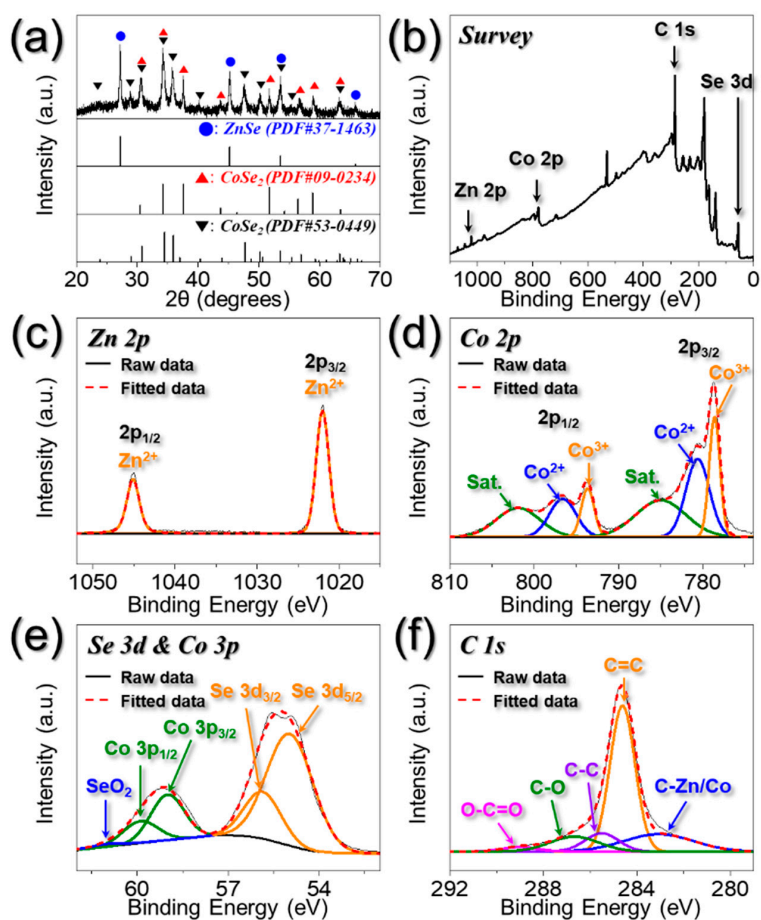 (a)
Intensity (a.u.)
●: ZnSe (PDF#37-1463)
▲: CoSe₂ (PDF#09-0234)
▼: CoSe₂ (PDF#53-0449)
20 30 40 50 60 70
2θ (degrees)
(b)
Survey
C 1s
Se 3d
Co 2p
Zn 2p
Intensity (a.u.)
1000 800 600 400 200 0
Binding Energy (eV)
(c)
Zn 2p
Raw data
Fitted data
2p3/2
Zn²⁺
2p1/2
Zn²⁺
Intensity (a.u.)
1050 1040 1030 1020
Binding Energy (eV)
(d)
Co 2p
Raw data
Fitted data
2p3/2
Co³⁺
2p1/2
Co²⁺
Co³⁺
Co²⁺
Sat.
Sat.
Intensity (a.u.)
810 800 790 780
Binding Energy (eV)
(e)
Se 3d & Co 3p
Raw data
Fitted data
Se 3d3/2
Se 3d5/2
Co 3p3/2
Co 3p1/2
SeO₂
Intensity (a.u.)
60 57 54
Binding Energy (eV)
(f)
C 1s
Raw data
Fitted data
C=C
C-C
C-Zn/Co
C-O
O-C=O
Intensity (a.u.)
292 288 284 280
Binding Energy (eV)